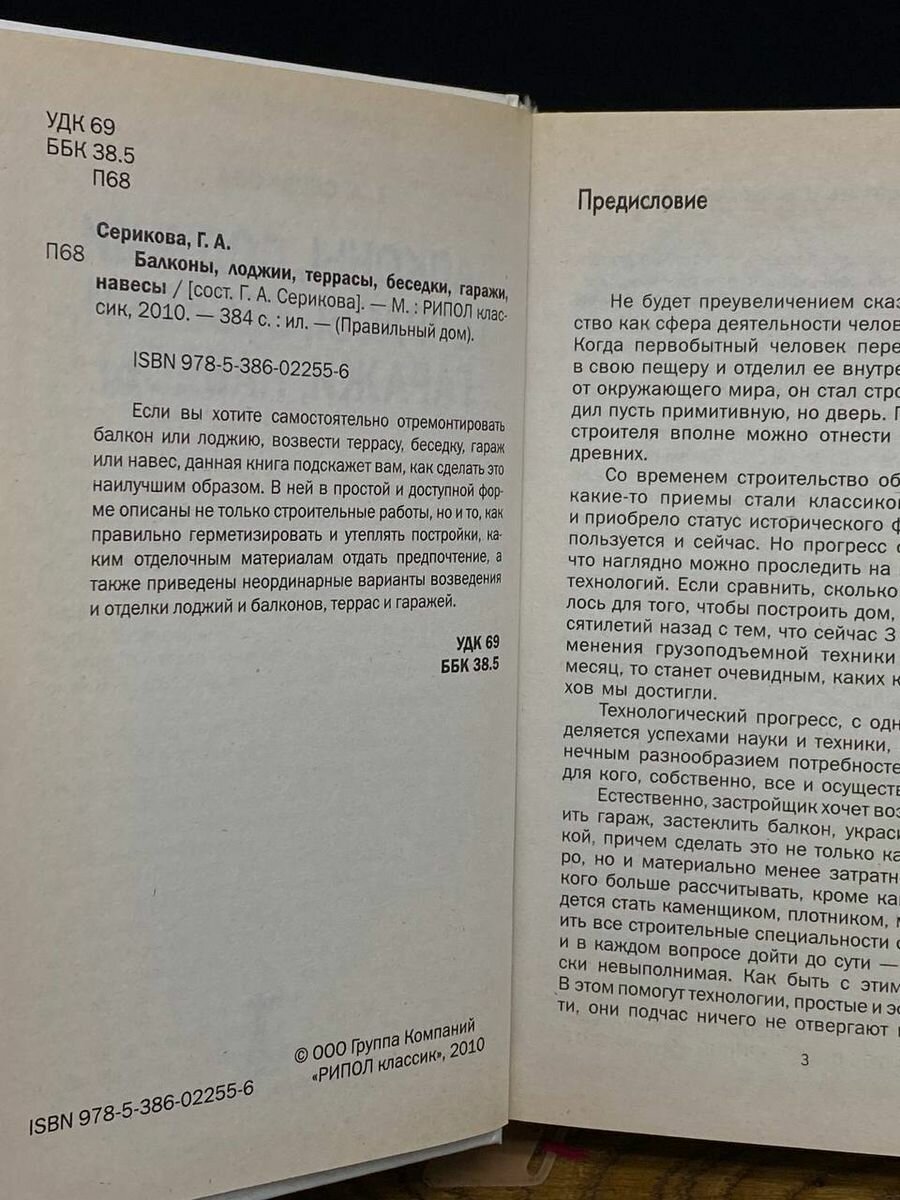 УДК 69
ББК 38.5
П68
Серикова, Г. А.
П68 Балконы, лоджии, террасы, беседки, гаражи,
навесы / [сост. Г. А. Серикова]. — М. : РИПОЛ клас-
сик, 2010. — 384 с. : ил. — (Правильный дом).
ISBN 978-5-386-02255-6
Если вы хотите самостоятельно отремонтировать
балкон или лоджию, возвести террасу, беседку, гараж
или навес, данная книга подскажет вам, как сделать это
наилучшим образом. В ней в простой и доступной фор-
ме описаны не только строительные работы, но и то, как
правильно герметизировать и утеплять постройки, ка-
ким отделочным материалам отдать предпочтение, а
также приведены неординарные варианты возведения
и отделки лоджий и балконов, террас и гаражей.
УДК 69
ББК 38.5
© ООО Группа Компаний
«РИПОЛ классик», 2010
ISBN 978-5-386-02255-6
Предисловие
Не будет преувеличением сказ
ство как сфера деятельности челов
Когда первобытный человек пере
в свою пещеру и отделил ее внутре
от окружающего мира, он стал стро
дил пусть примитивную, но дверь. П
строителя вполне можно отнести
древних.
Со временем строительство об
какие-то приемы стали классико
и приобрело статус исторического ф
пользуется и сейчас. Но прогресс
что наглядно можно проследить на
технологий. Если сравнить, сколько
лось для того, чтобы построить дом,
сятилетий назад с тем, что сейчас 3
менения грузоподъемной техники
месяц, то станет очевидным, каких к
хов мы достигли.
Технологический прогресс, с одн
деляется успехами науки и техники,
нечным разнообразием потребносте
для кого, собственно, все и осущест
Естественно, застройщик хочет воз
ить гараж, застеклить балкон, украси
кой, причем сделать это не только ка
ро, но и материально менее затратн
кого больше рассчитывать, кроме ка
дется стать каменщиком, плотником,
ить все строительные специальности
и в каждом вопросе дойти до сути —
ски невыполнимая. Как быть с этим
В этом помогут технологии, простые и эф
ти, они подчас ничего не отвергают
3